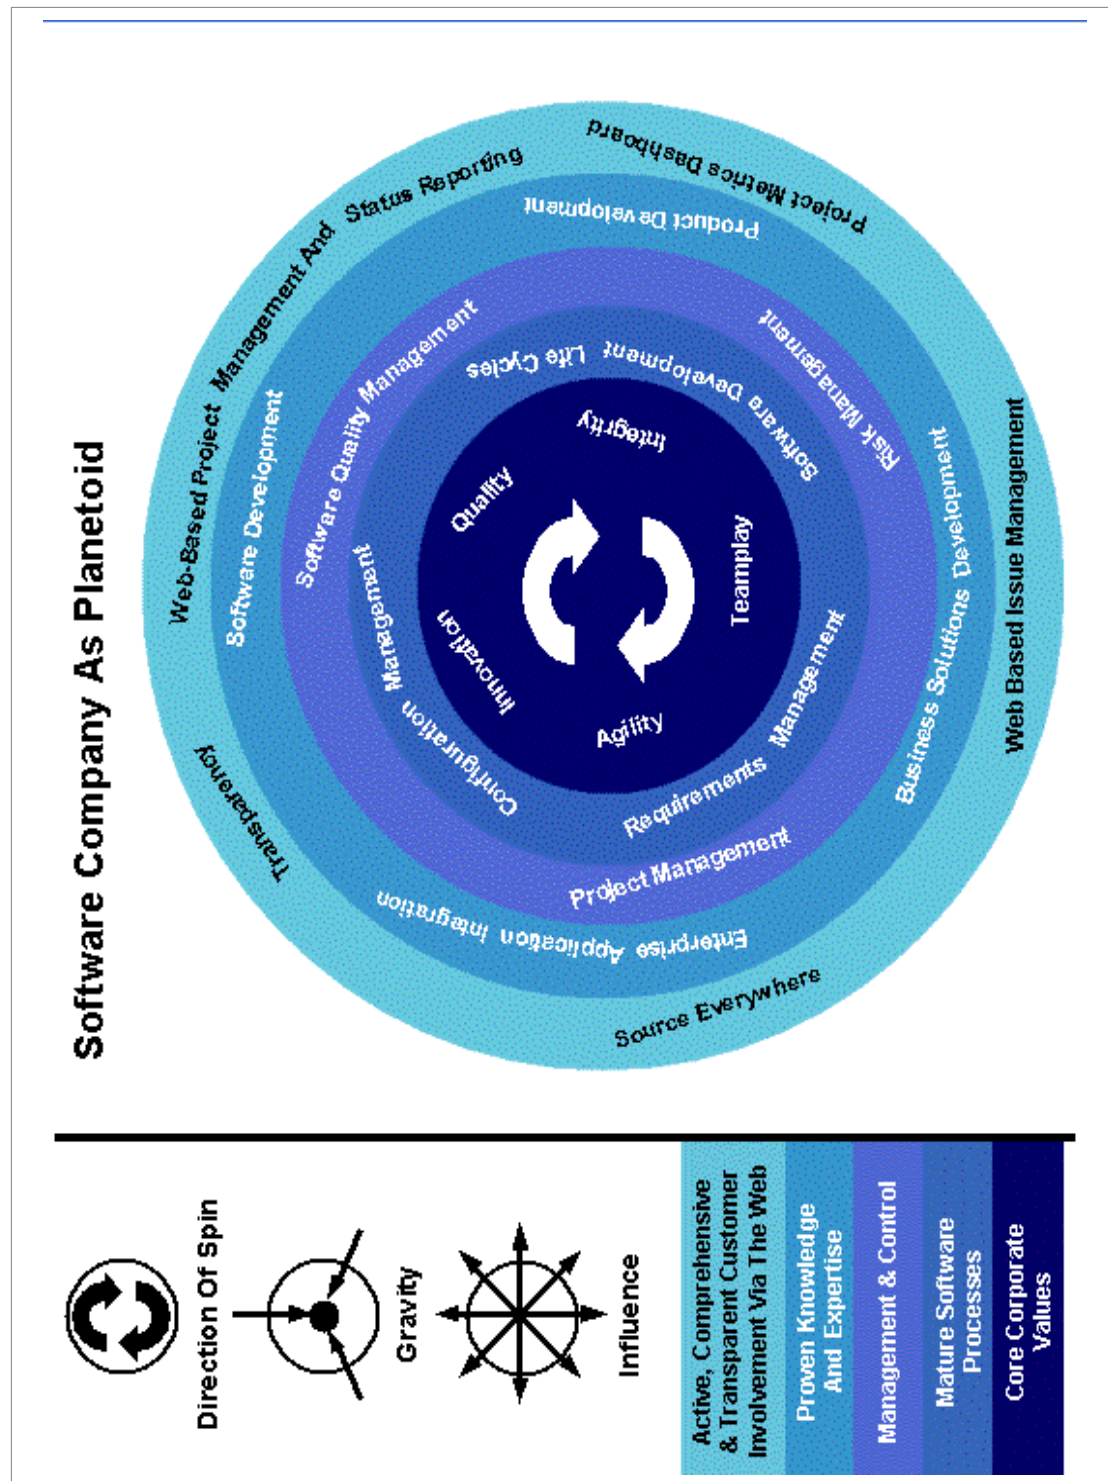 Software Company As Planetoid
Web-Based Project Management And Status Reporting
Project Metrics Dashboard
Web Based Issue Management
Source Everywhere
Transparency
Software Development
Product Development
Business Solutions Development
Enterprise Application Integration
Software Quality Management
Risk Management
Project Management
Configuration Management
Software Development Life Cycles
Requirements Management
Innovation
Quality
Integrity
Teamplay
Agility
Direction Of Spin
Gravity
Influence
Active, Comprehensive
& Transparent Customer
Involvement Via The Web
Proven Knowledge
And Expertise
Management & Control
Mature Software
Processes
Core Corporate
Values